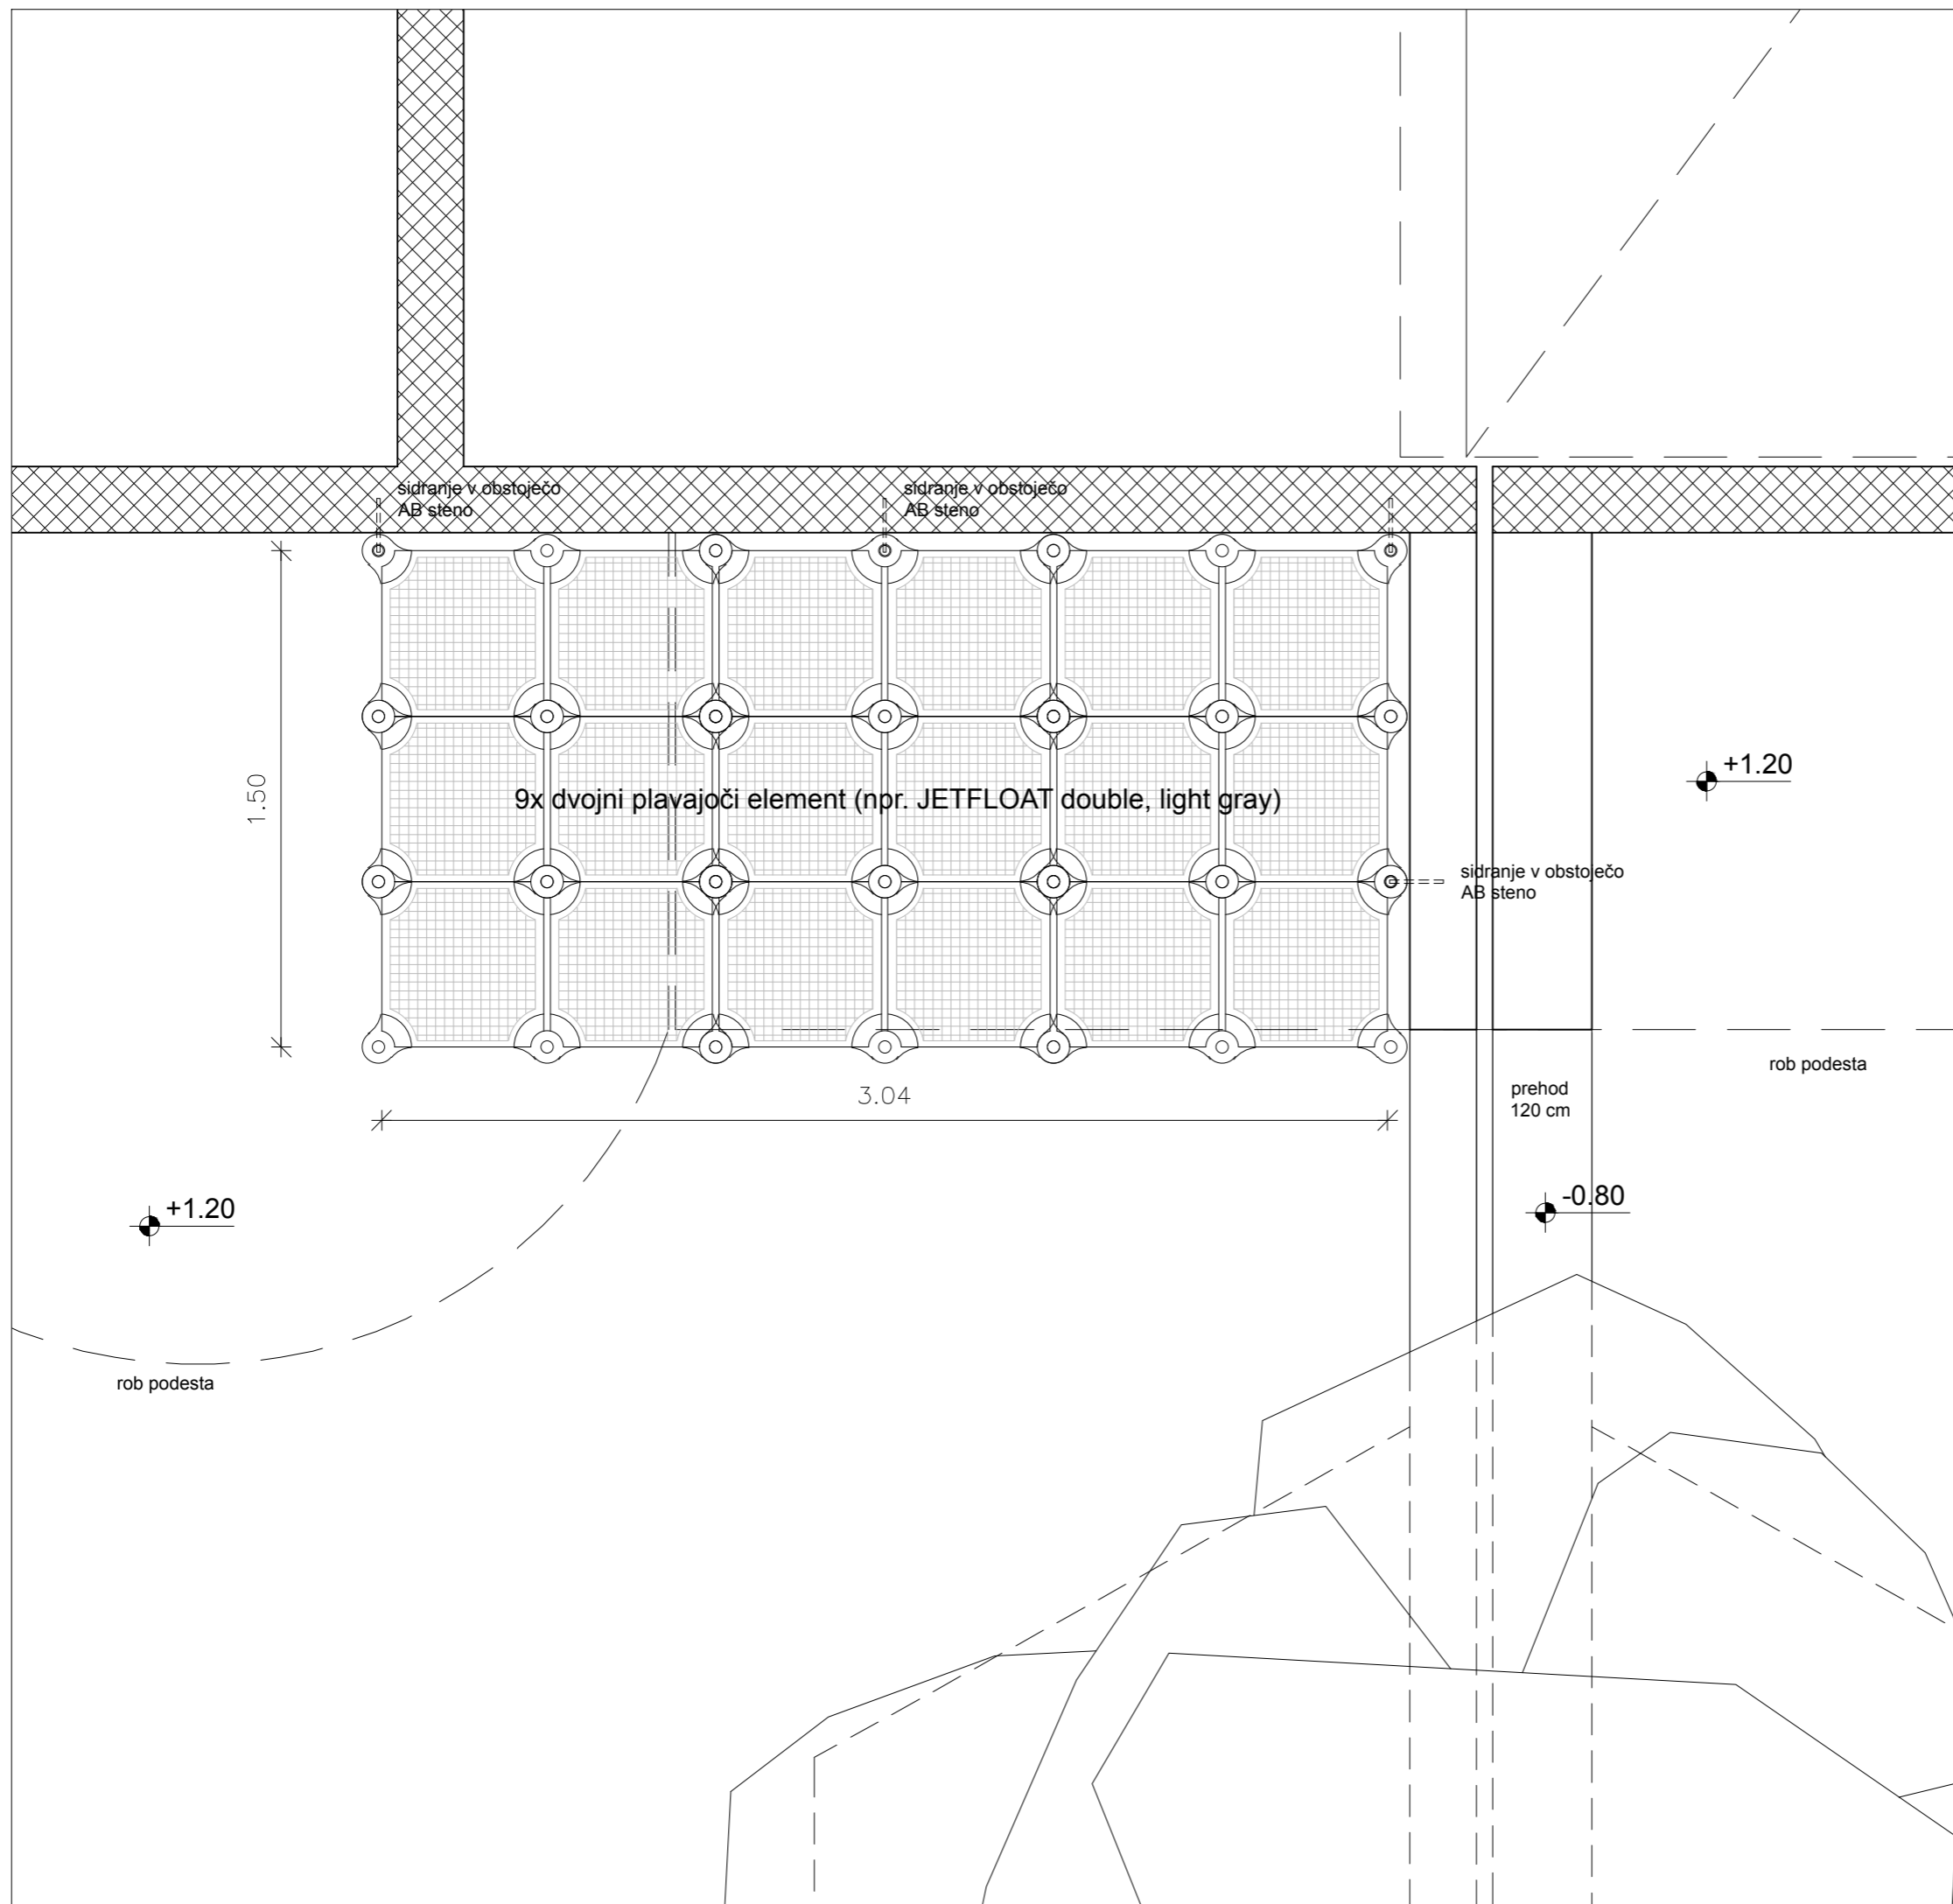 sidranje v obstoječo
AB steno
sidranje v obstoječo
AB steno
1.50
9x dvojni plavajoči element (npr. JETFLOAT double, light gray)
+1.20
sidranje v obstoječo
AB steno
rob podesta
prehod
120 cm
3.04
+1.20
-0.80
rob podesta